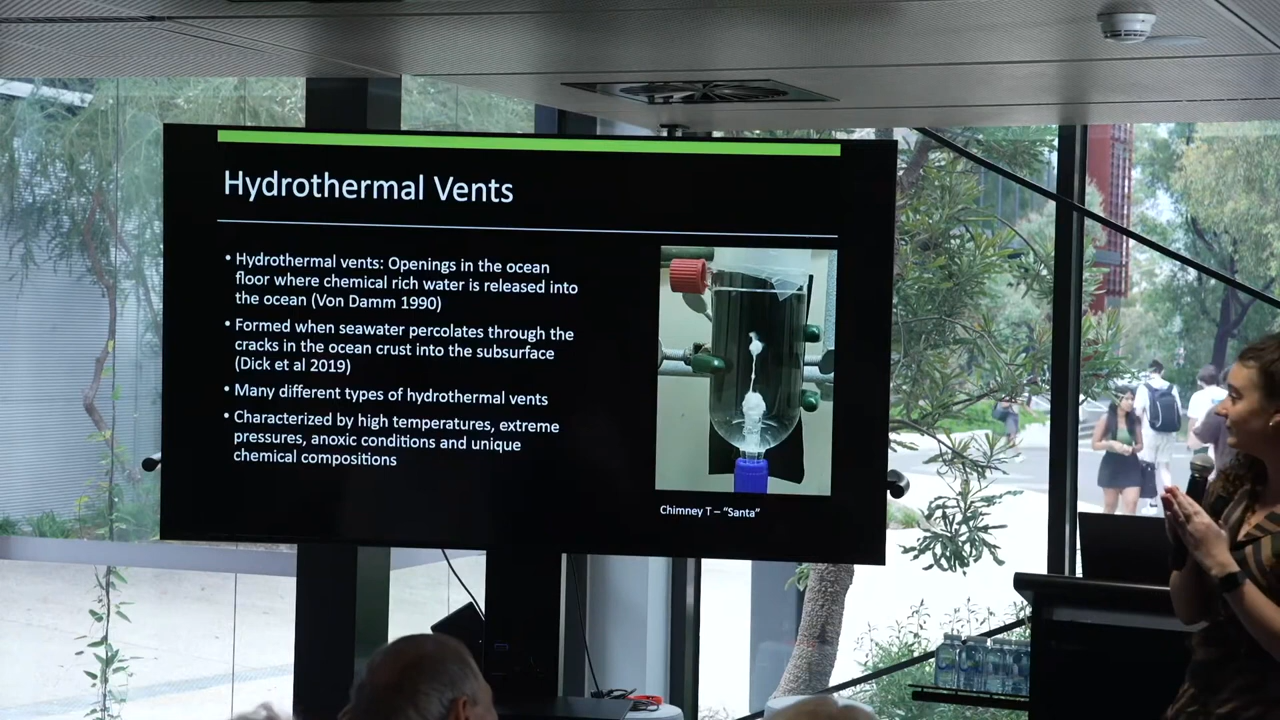 Hydrothermal Vents
• Hydrothermal vents: Openings in the ocean
floor where chemical rich water is released into
the ocean (Von Damm 1990)
• Formed when seawater percolates through the
cracks in the ocean crust into the subsurface
(Dick et al 2019)
• Many different types of hydrothermal vents
• Characterized by high temperatures, extreme
pressures, anoxic conditions and unique
chemical compositions
Chimney T – “Santa”